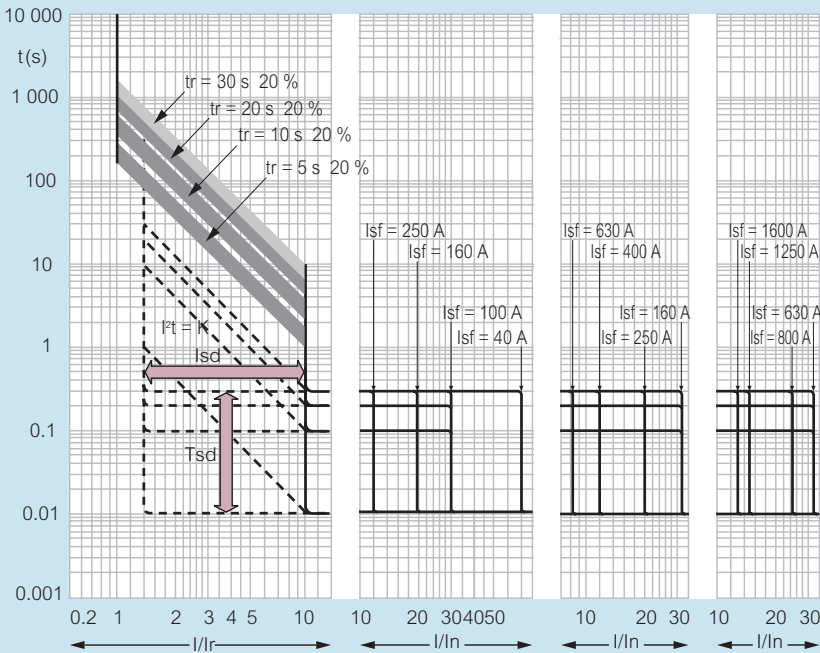 10 000
t(s)
1 000
100
10
1
0.1
0.01
0.001
tr = 30 s 20 %
tr = 20 s 20 %
tr = 10 s 20 %
tr = 5 s 20 %
I²t = K
Isd
Tsd
Isf = 250 A
Isf = 160 A
Isf = 100 A
Isf = 40 A
Isf = 630 A
Isf = 400 A
Isf = 160 A
Isf = 250 A
Isf = 1600 A
Isf = 1250 A
Isf = 630 A
Isf = 800 A
0.2 1 2 3 4 5 10
I/Ir
10 20 30 40 50
I/In
10 20 30
I/In
10 20 30
I/In